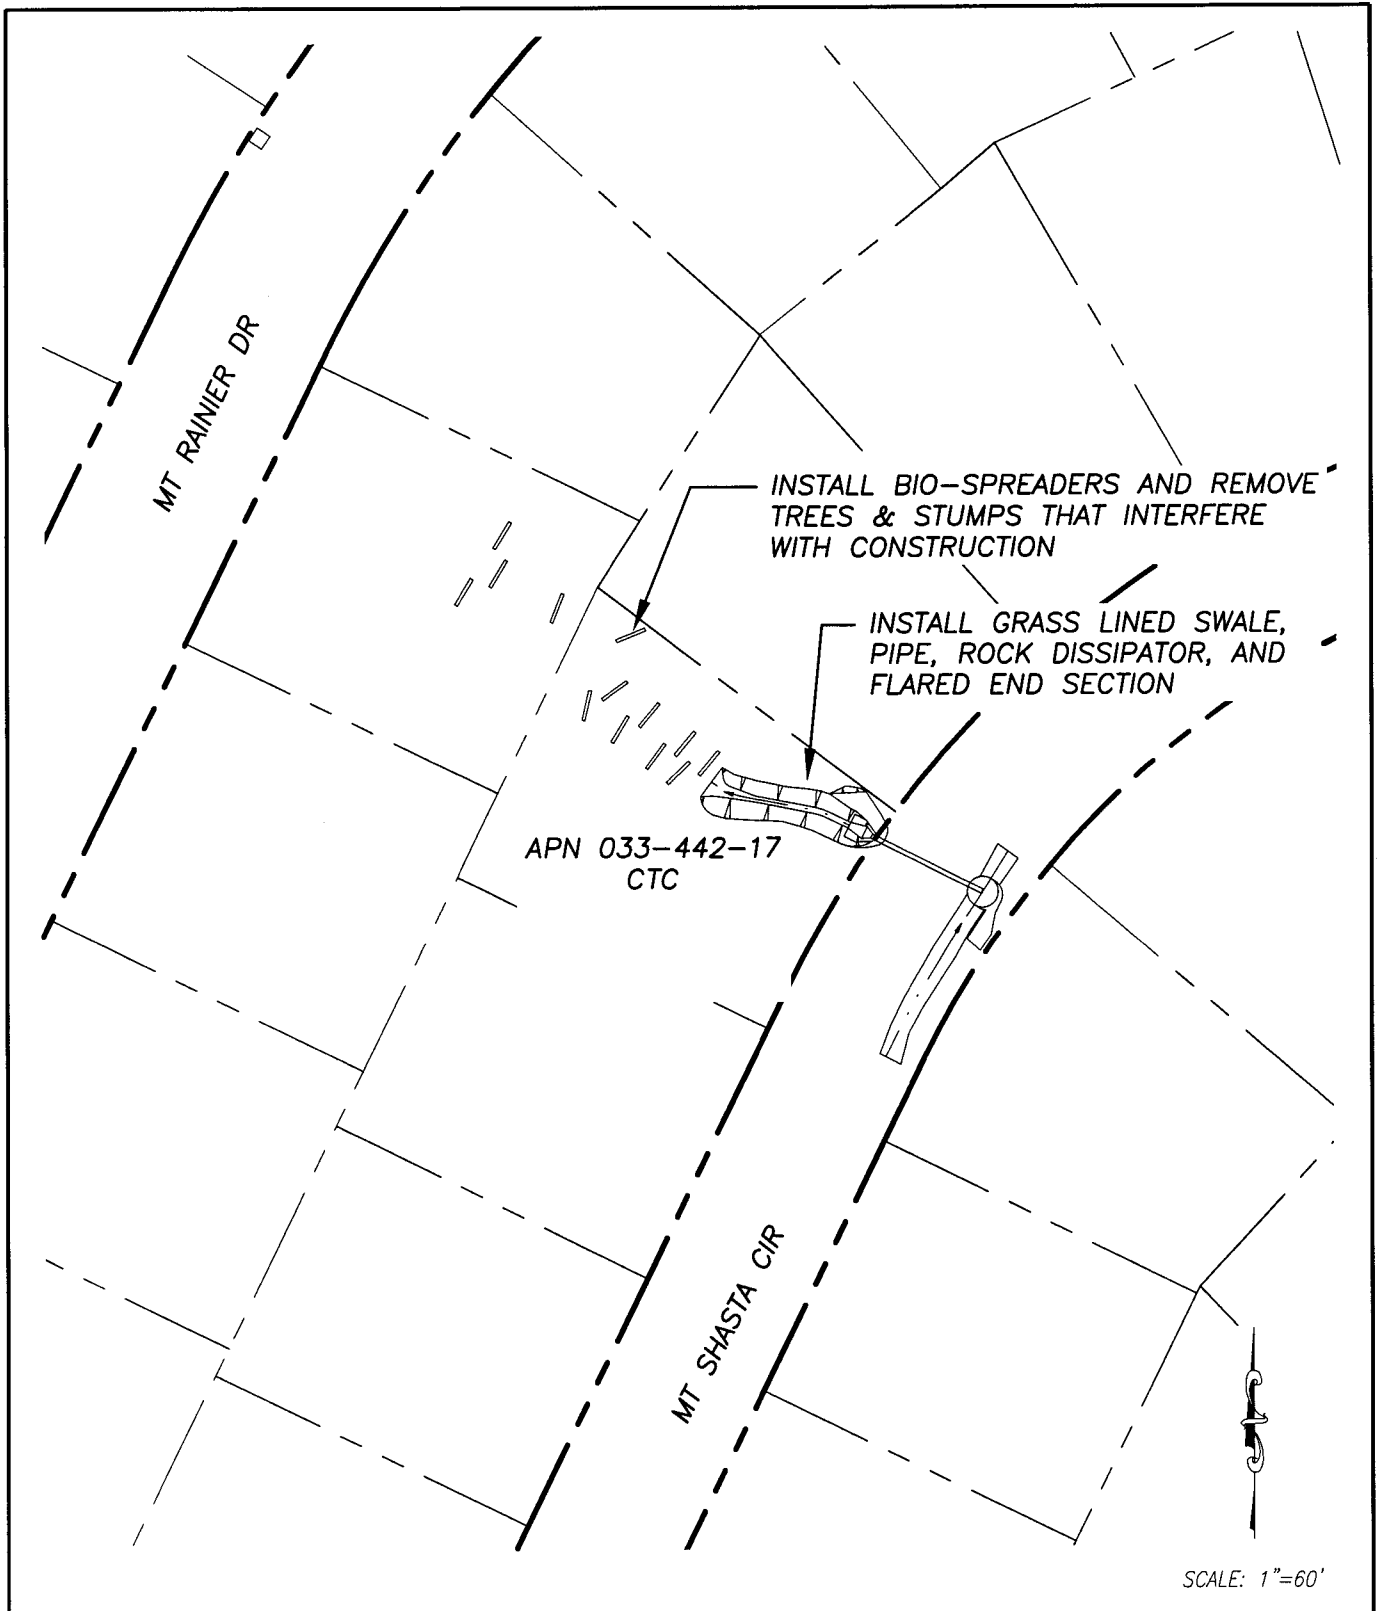 MT RAINIER DR
INSTALL BIO-SPREADERS AND REMOVE
TREES & STUMPS THAT INTERFERE
WITH CONSTRUCTION
INSTALL GRASS LINED SWALE,
PIPE, ROCK DISSIPATOR, AND
FLARED END SECTION
APN 033-442-17
CTC
MT SHASTA CIR
SCALE: 1"=60'